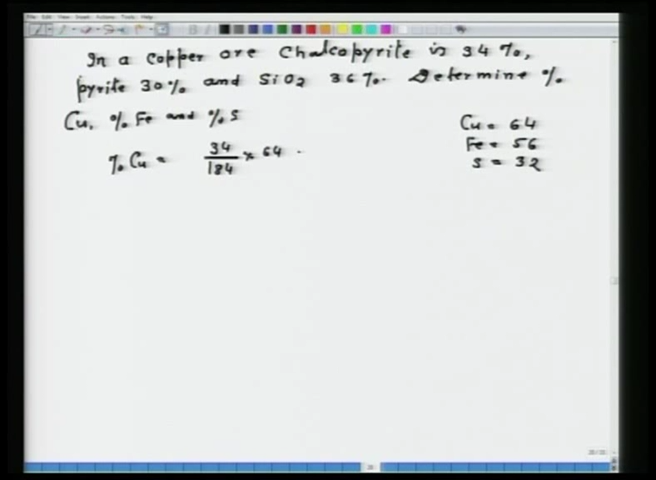 In a copper ore Chalcopyrite is 34%,
pyrite 30% and SiO2 36%. Determine %
Cu, % Fe and % S
Cu = 64
Fe = 56
S = 32
% Cu = 34/184 × 64 .